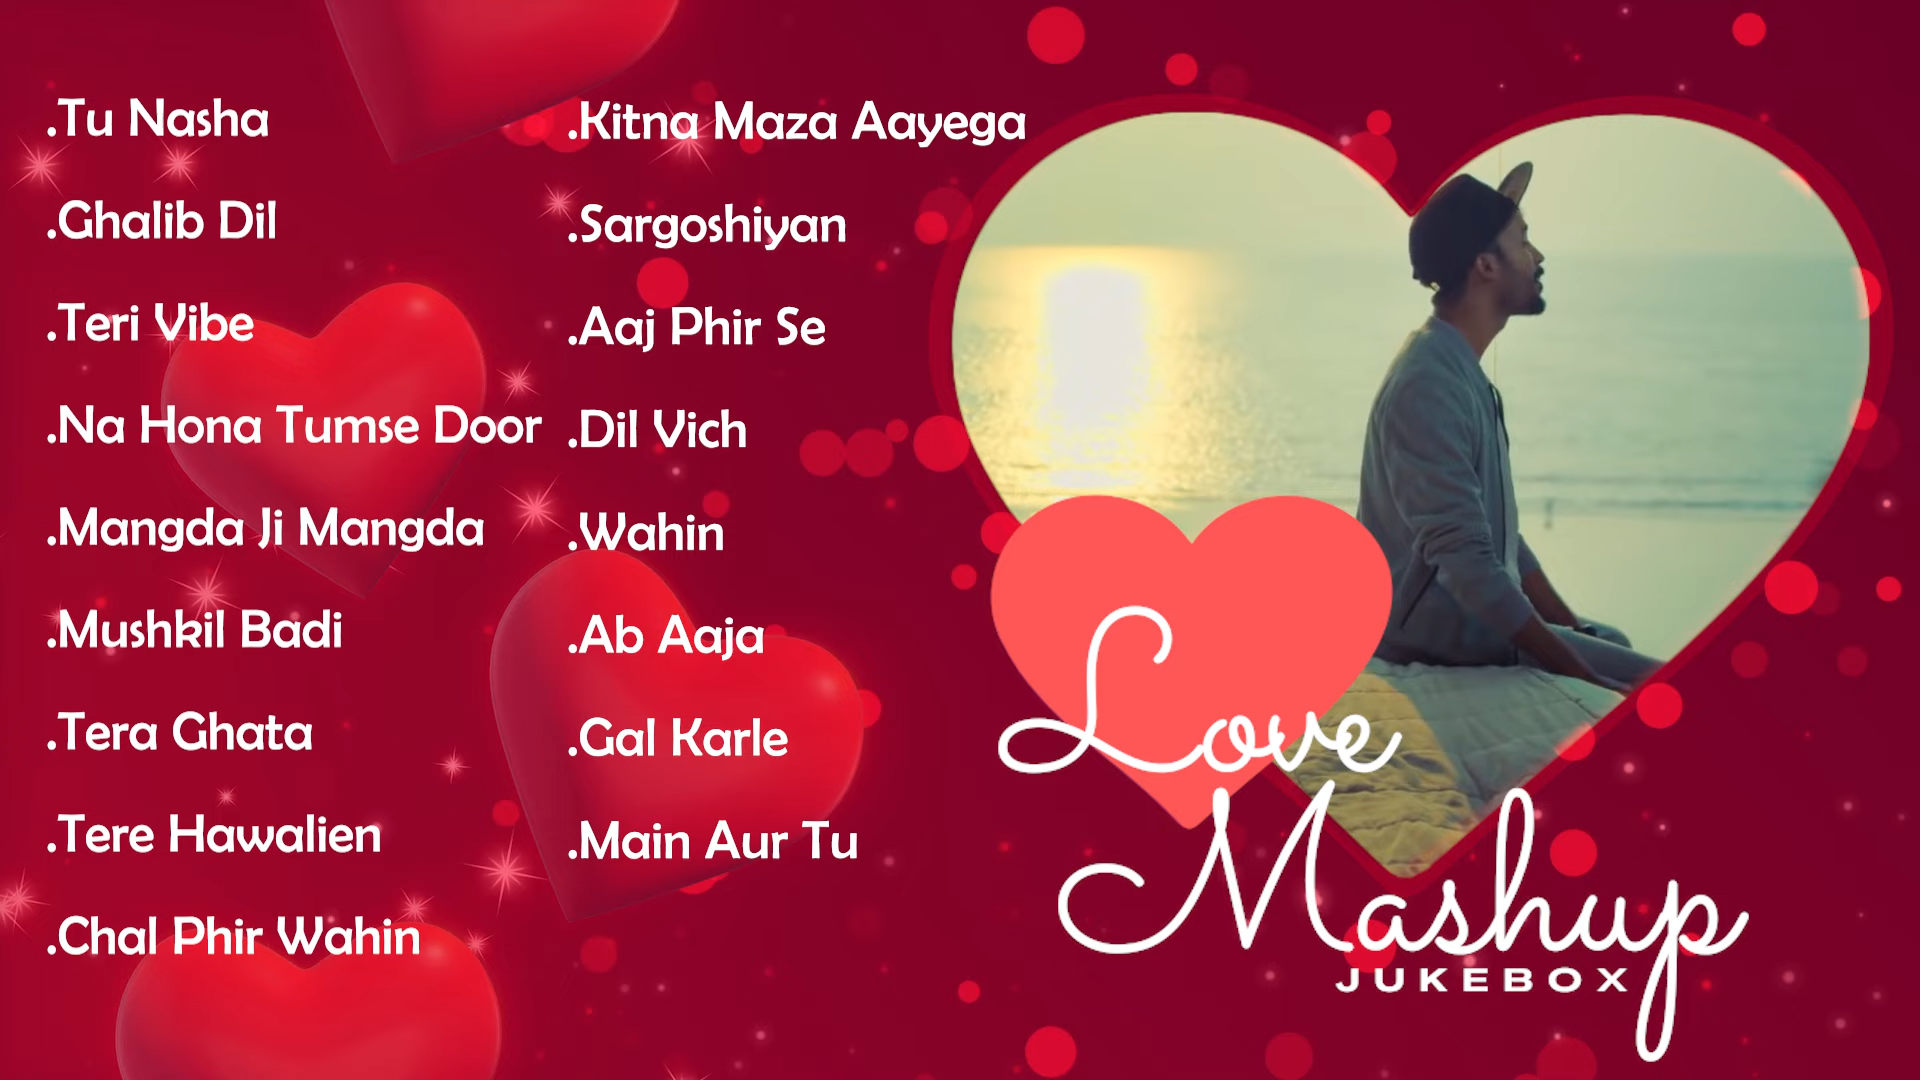 .Tu Nasha
.Ghalib Dil
.Teri Vibe
.Na Hona Tumse Door
.Mangda Ji Mangda
.Mushkil Badi
.Tera Ghata
.Tere Hawalien
.Chal Phir Wahin
.Kitna Maza Aayega
.Sargoshiyan
.Aaj Phir Se
.Dil Vich
.Wahin
.Ab Aaja
.Gal Karle
.Main Aur Tu
Love
Mashup
JUKEBOX